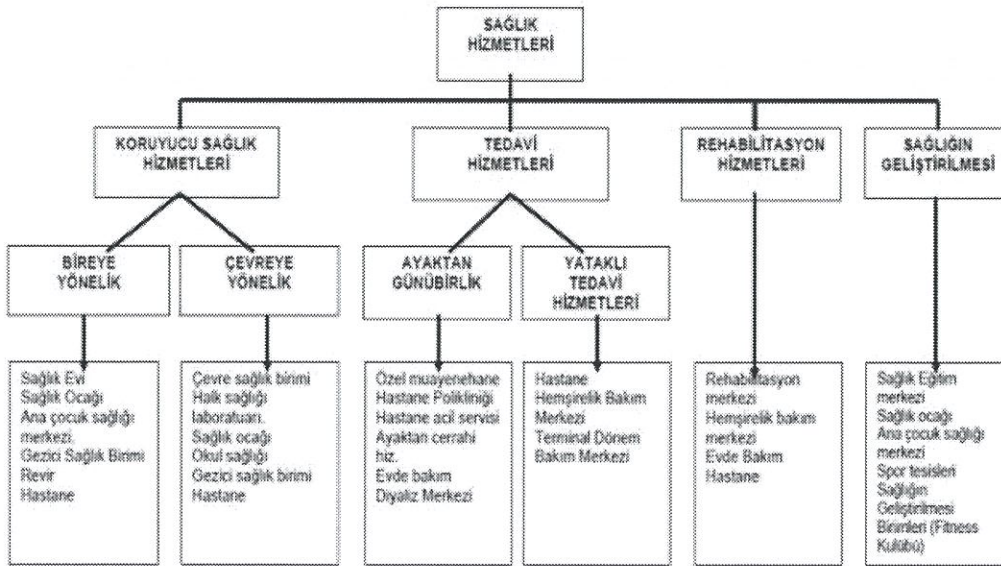 SAĞLIK
HİZMETLERİ
KORUYUCU SAĞLIK
HİZMETLERİ
TEDAVİ
HİZMETLERİ
REHABİLİTASYON
HİZMETLERİ
SAĞLIĞIN
GELİŞTİRİLMESİ
BİREYE
YÖNELİK
ÇEVREYE
YÖNELİK
AYAKTAN
GÜNÜBİRLİK
YATAKLI
TEDAVİ
HİZMETLERİ
Sağlık Evi
Sağlık Ocağı
Ana çocuk sağlığı
merkezi.
Gezici Sağlık Birimi
Revir
Hastane
Çevre sağlık birimi
Halk sağlığı
laboratuarı.
Sağlık ocağı
Okul sağlığı
Gezici sağlık birimi
Hastane
Özel muayenehane
Hastane Polikliniği
Hastane acil servisi
Ayaktan cerrahi
hiz.
Evde bakım
Diyaliz Merkezi
Hastane
Hemşirelik Bakım
Merkezi
Terminal Dönem
Bakım Merkezi
Rehabilitasyon
merkezi
Hemşirelik bakım
merkezi
Evde Bakım
Hastane
Sağlık Eğitim
merkezi
Sağlık ocağı
Ana çocuk sağlığı
merkezi
Spor tesisleri
Sağlığın
Geliştirilmesi
Birimleri (Fitness
Kulübü)